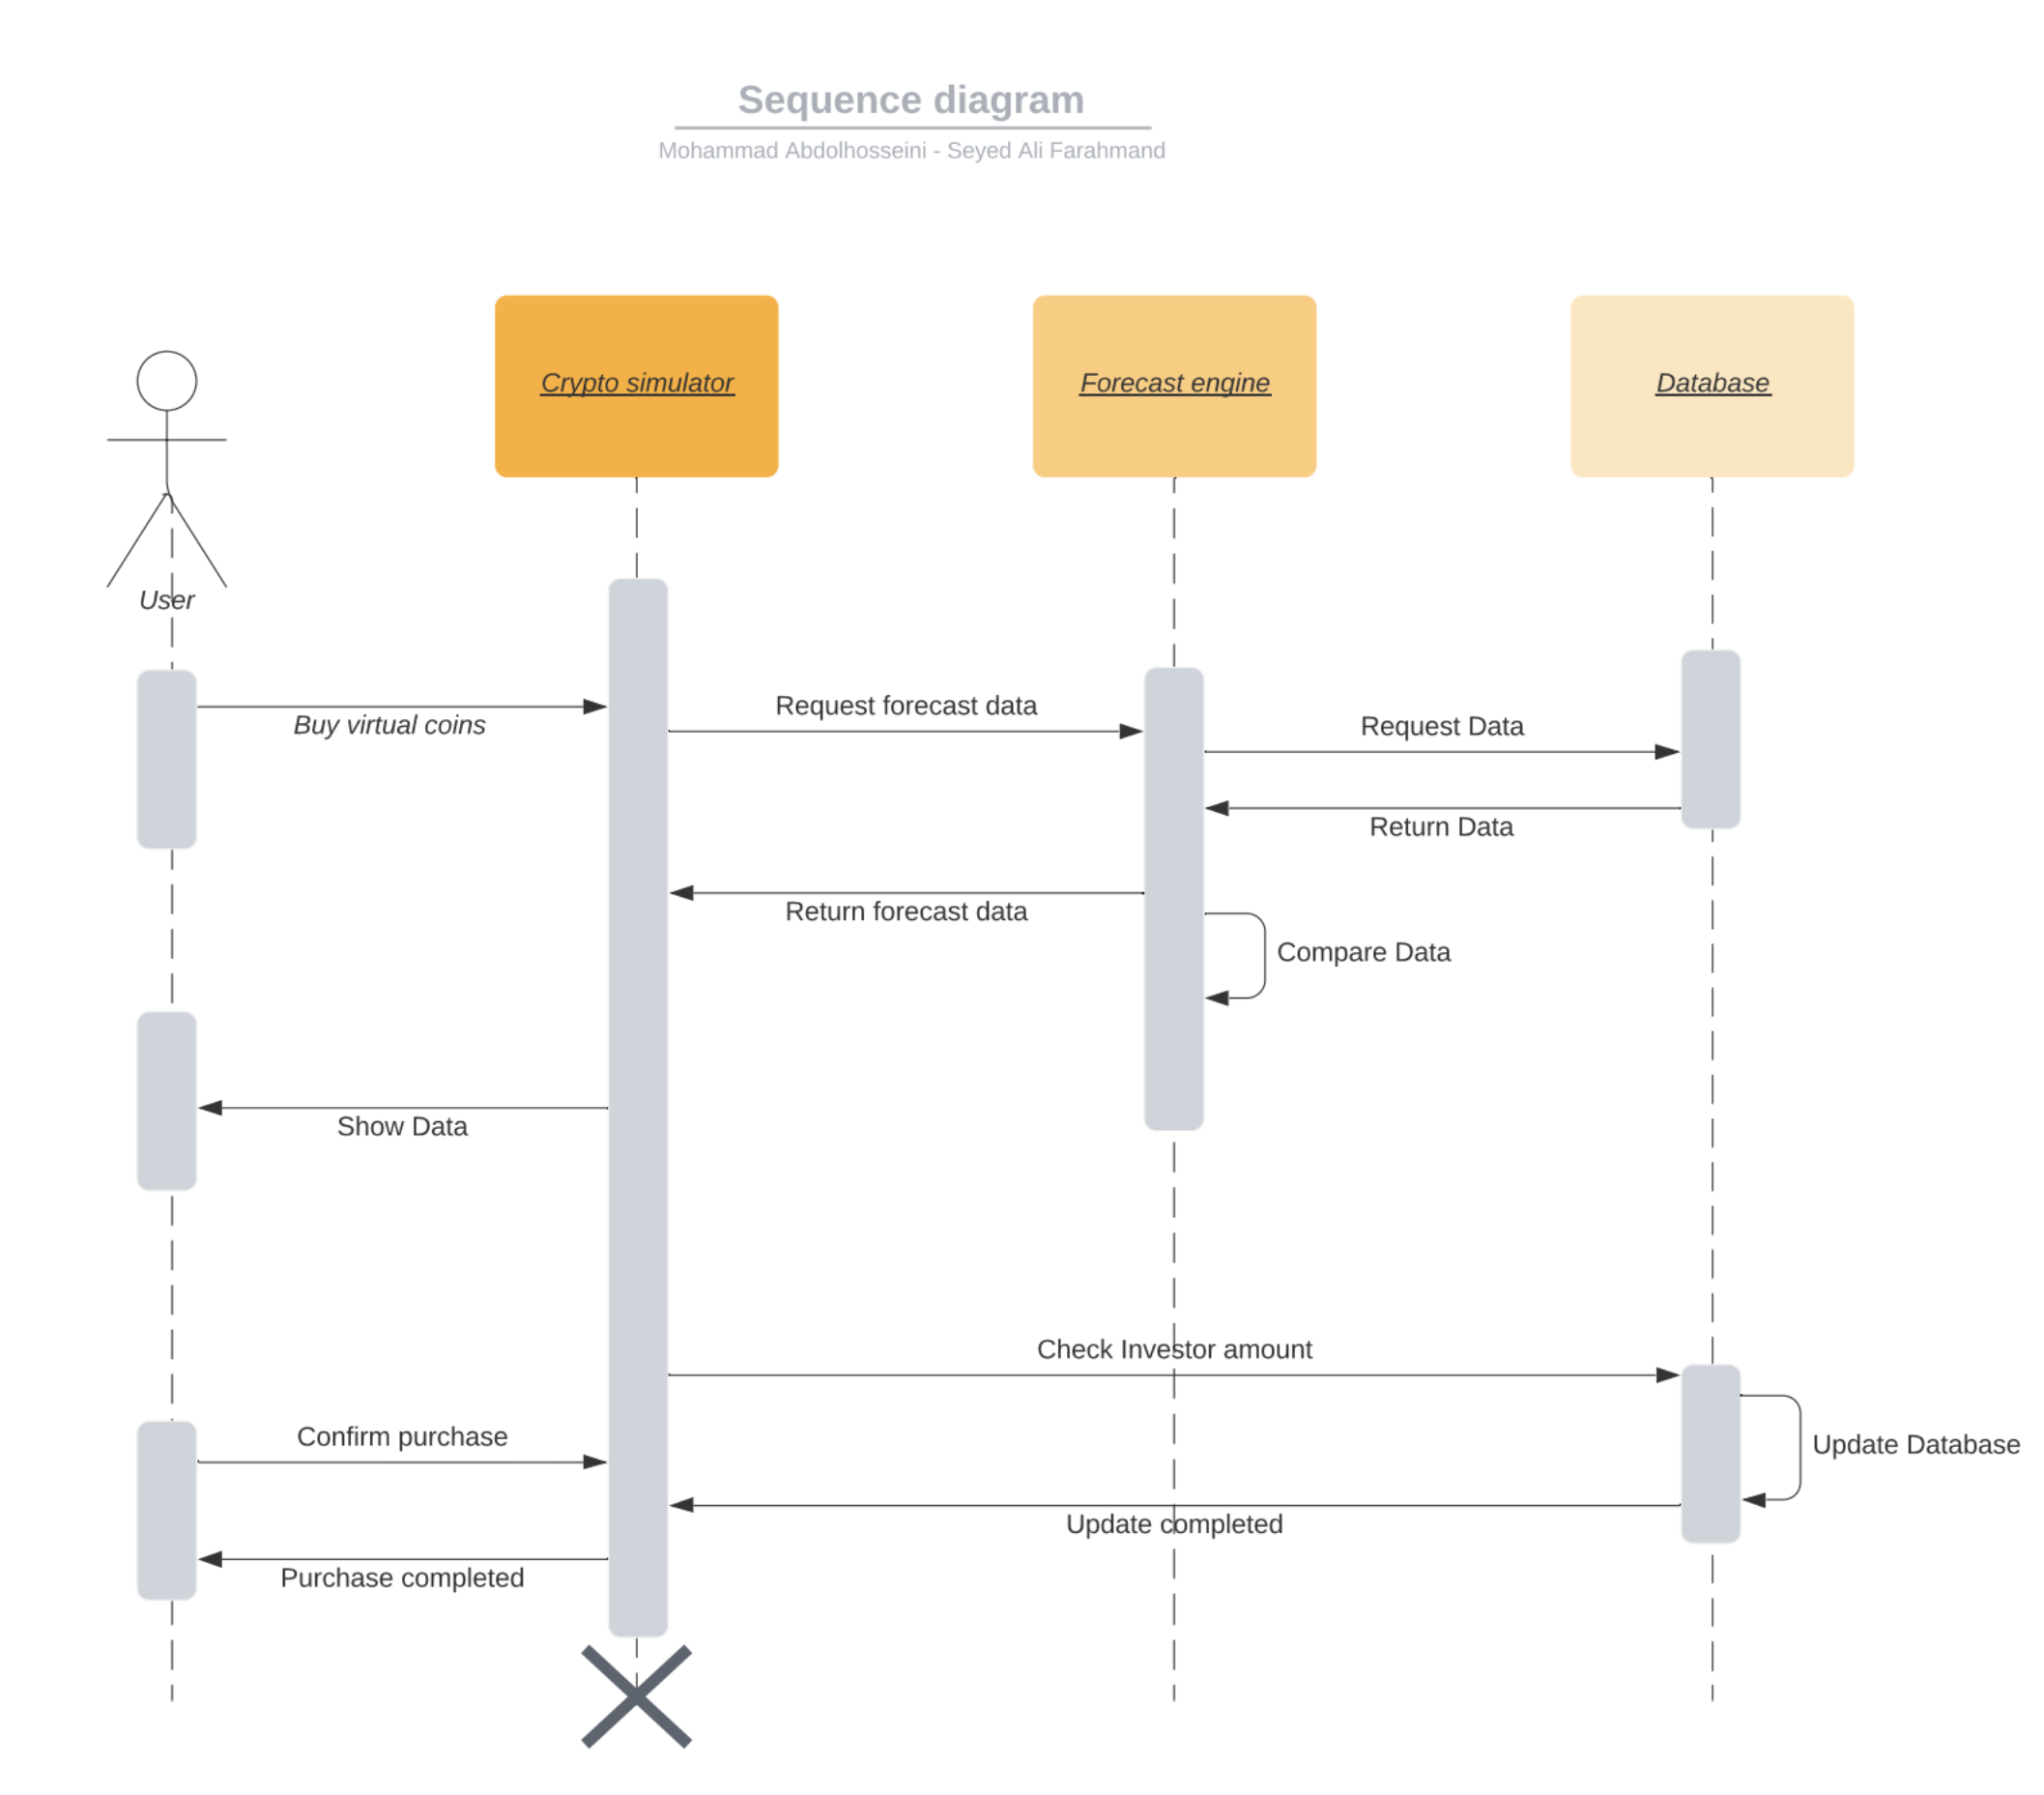 Sequence diagram
Mohammad Abdolhosseini - Seyed Ali Farahmand
Crypto simulator
Forecast engine
Database
User
Buy virtual coins
Request forecast data
Request Data
Return Data
Return forecast data
Compare Data
Show Data
Check Investor amount
Confirm purchase
Update Database
Update completed
Purchase completed